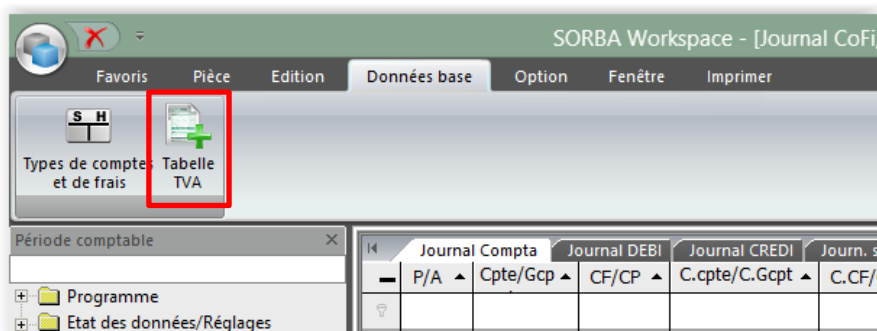 SORBA Workspace - [Journal CoFi
Favoris Pièce Edition Données base Option Fenêtre Imprimer
S H
Types de comptes et de frais
Tabelle TVA
Période comptable
Journal Compta Journal DEBI Journal CREDI Journ. s
P/A Cpte/Gcp CF/CP C.cpte/C.Gcpt C.CF/
Programme
Etat des données/Réglages